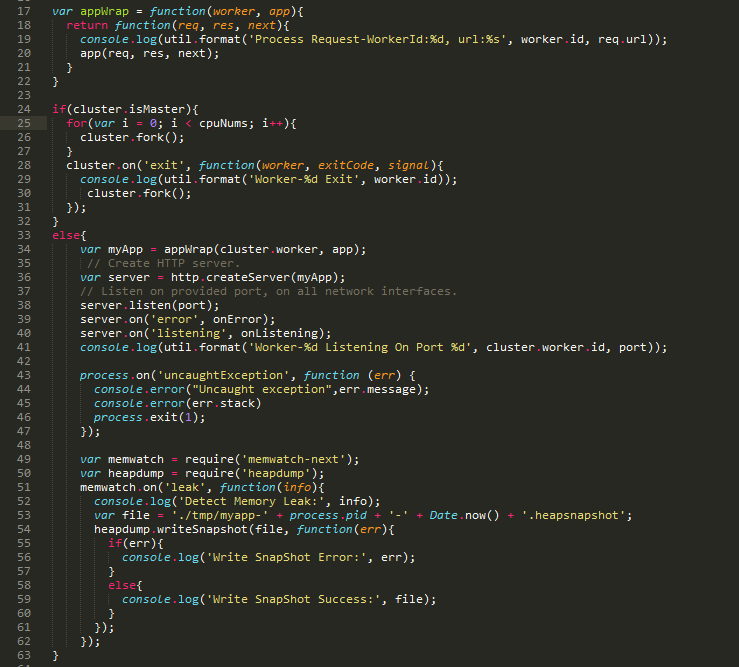 17 var appWrap = function(worker, app){
18   return function(req, res, next){
19     console.log(util.format('Process Request-WorkerId:%d, url:%s', worker.id, req.url));
20     app(req, res, next);
21   }
22 }
23
24 if(cluster.isMaster){
25   for(var i = 0; i < cpuNums; i++){
26     cluster.fork();
27   }
28   cluster.on('exit', function(worker, exitCode, signal){
29     console.log(util.format('Worker-%d Exit', worker.id));
30      cluster.fork();
31   });
32 }
33 else{
34     var myApp = appWrap(cluster.worker, app);
35      // Create HTTP server.
36     var server = http.createServer(myApp);
37     // Listen on provided port, on all network interfaces.
38     server.listen(port);
39     server.on('error', onError);
40     server.on('listening', onListening);
41     console.log(util.format('Worker-%d Listening On Port %d', cluster.worker.id, port));
42
43     process.on('uncaughtException', function (err) {
44       console.error("Uncaught exception",err.message);
45       console.error(err.stack)
46       process.exit(1);
47     });
48
49     var memwatch = require('memwatch-next');
50     var heapdump = require('heapdump');
51     memwatch.on('leak', function(info){
52       console.log('Detect Memory Leak:', info);
53       var file = './tmp/myapp-' + process.pid + '-' + Date.now() + '.heapsnapshot';
54       heapdump.writeSnapshot(file, function(err){
55         if(err){
56           console.log('Write SnapShot Error:', err);
57         }
58         else{
59           console.log('Write SnapShot Success:', file);
60         }
61       });
62     });
63 }